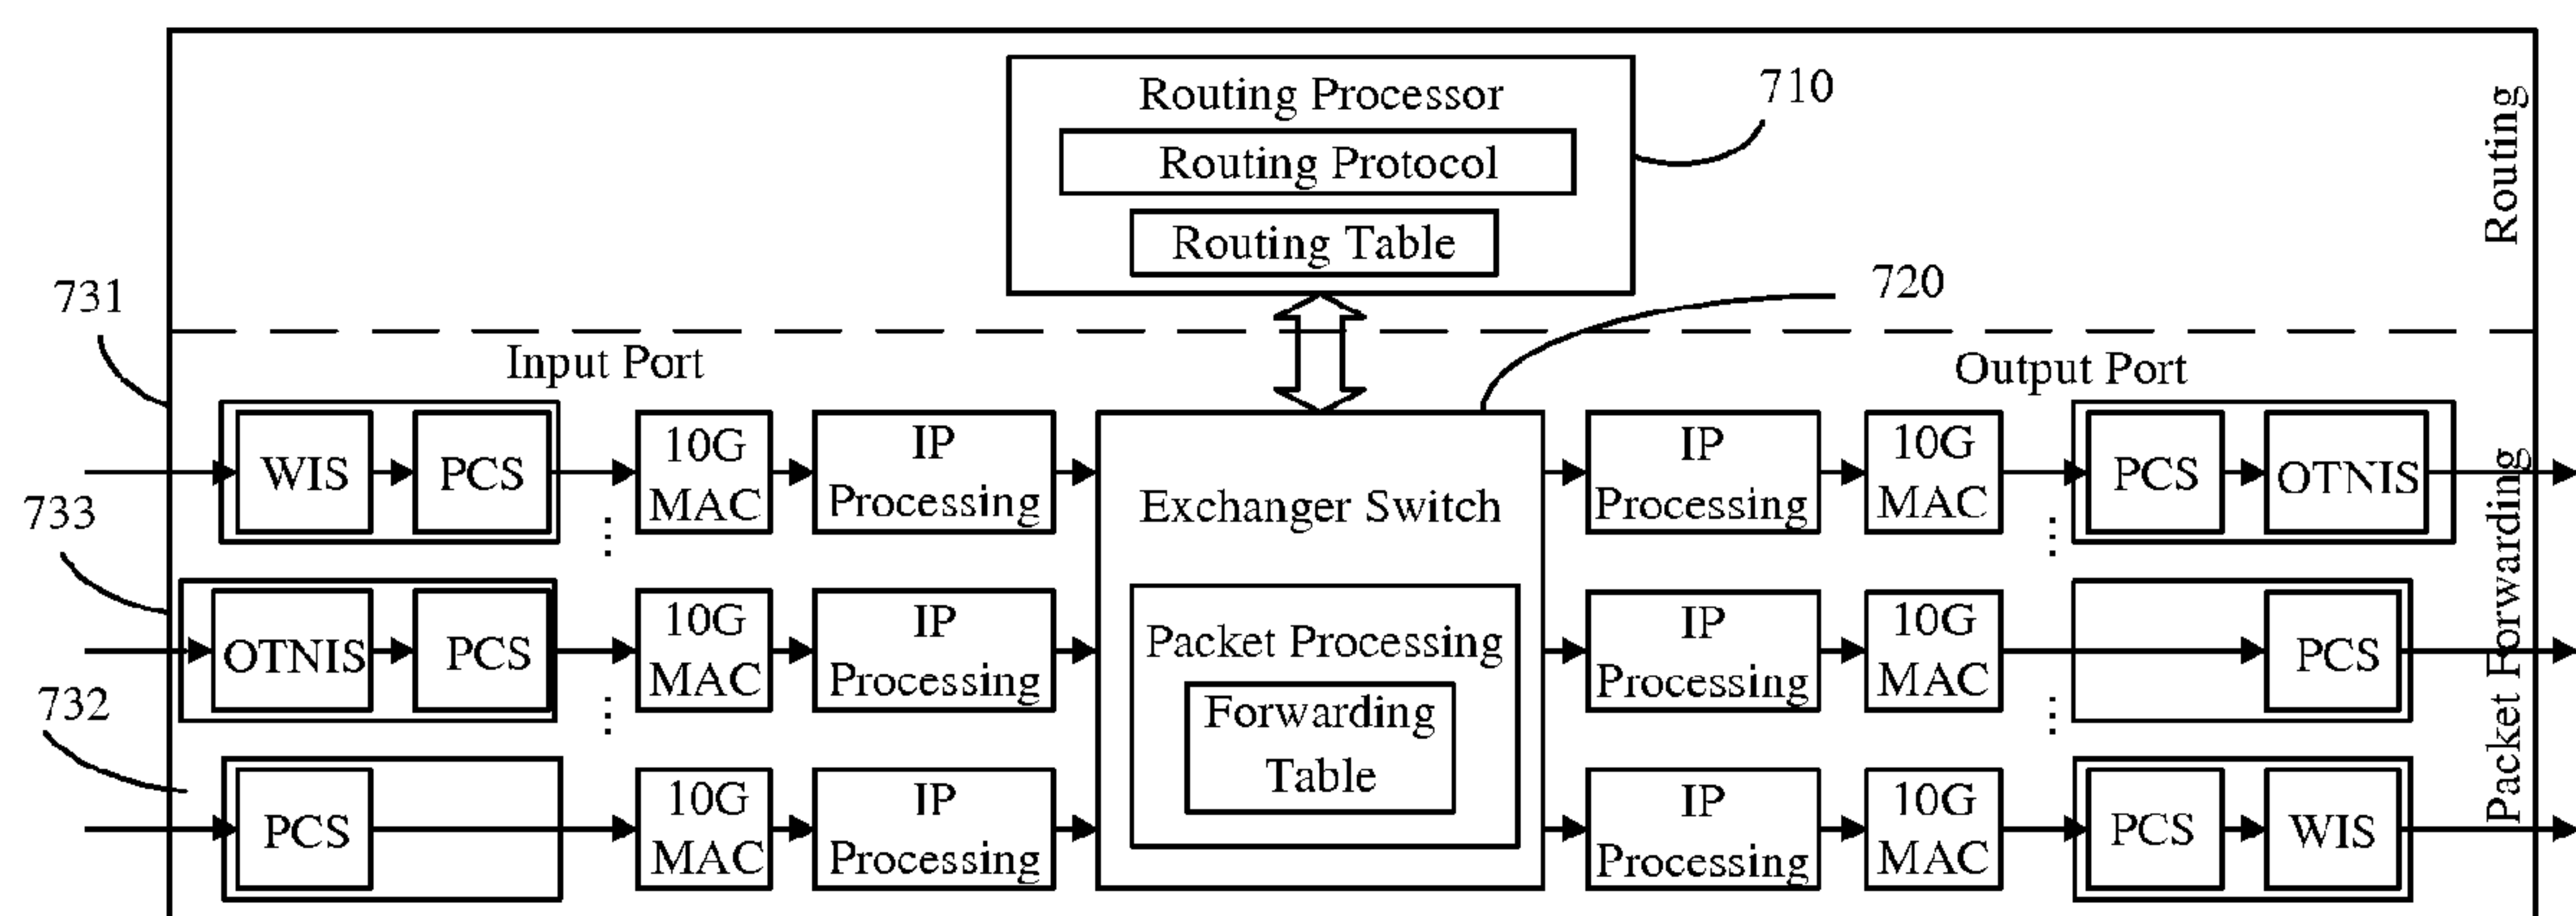 Routing Processor
710
Routing Protocol
Routing Table
Routing
731
720
Input Port
Output Port
WIS
PCS
10G
MAC
IP
Processing
Exchanger Switch
IP
Processing
10G
MAC
PCS
OTNIS
...
...
733
OTNIS
PCS
10G
MAC
IP
Processing
Packet Processing
Forwarding
Table
IP
Processing
10G
MAC
PCS
Packet Forwarding
...
...
732
PCS
10G
MAC
IP
Processing
IP
Processing
10G
MAC
PCS
WIS